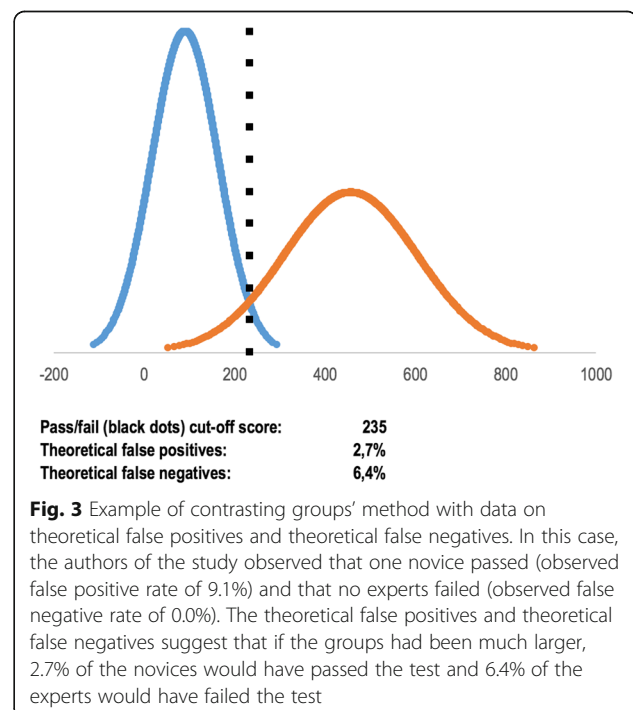 -200 0 200 400 600 800 1000
Pass/fail (black dots) cut-off score: 235
Theoretical false positives: 2,7%
Theoretical false negatives: 6,4%
Fig. 3 Example of contrasting groups’ method with data on
theoretical false positives and theoretical false negatives. In this case,
the authors of the study observed that one novice passed (observed
false positive rate of 9.1%) and that no experts failed (observed false
negative rate of 0.0%). The theoretical false positives and theoretical
false negatives suggest that if the groups had been much larger,
2.7% of the novices would have passed the test and 6.4% of the
experts would have failed the test